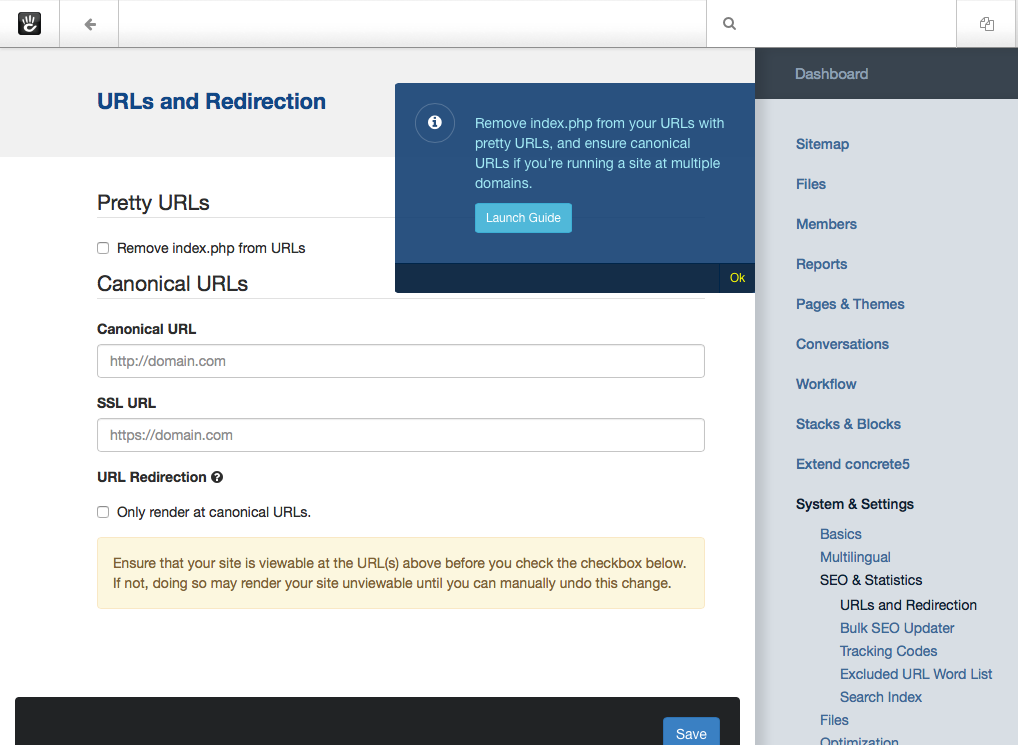 Dashboard
URLs and Redirection
Remove index.php from your URLs with
pretty URLs, and ensure canonical
URLs if you're running a site at multiple
domains.
Launch Guide
Ok
Pretty URLs
Remove index.php from URLs
Canonical URLs
Canonical URL
http://domain.com
SSL URL
https://domain.com
URL Redirection
Only render at canonical URLs.
Ensure that your site is viewable at the URL(s) above before you check the checkbox below.
If not, doing so may render your site unviewable until you can manually undo this change.
Save
Sitemap
Files
Members
Reports
Pages & Themes
Conversations
Workflow
Stacks & Blocks
Extend concrete5
System & Settings
Basics
Multilingual
SEO & Statistics
URLs and Redirection
Bulk SEO Updater
Tracking Codes
Excluded URL Word List
Search Index
Files
Optimization